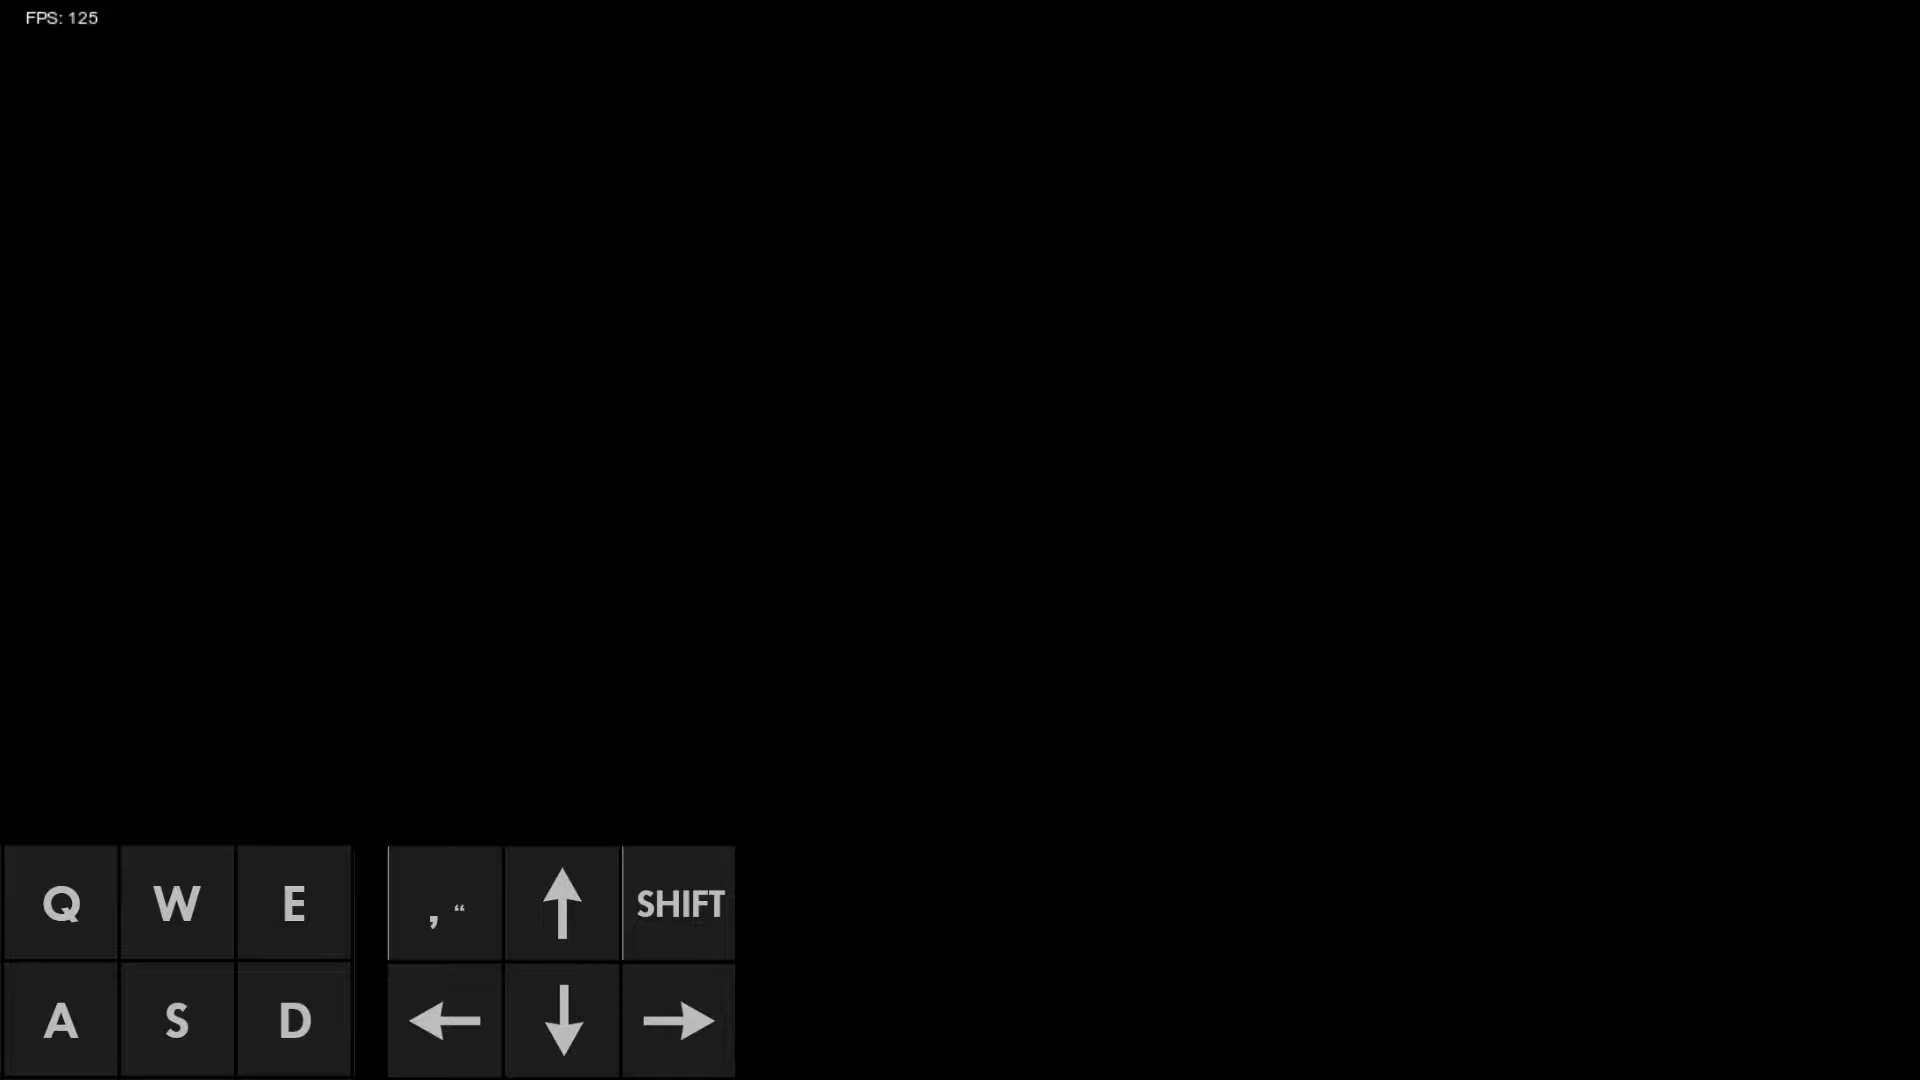 FPS: 125
Q W E , “ ↑ SHIFT
A S D ← ↓ →